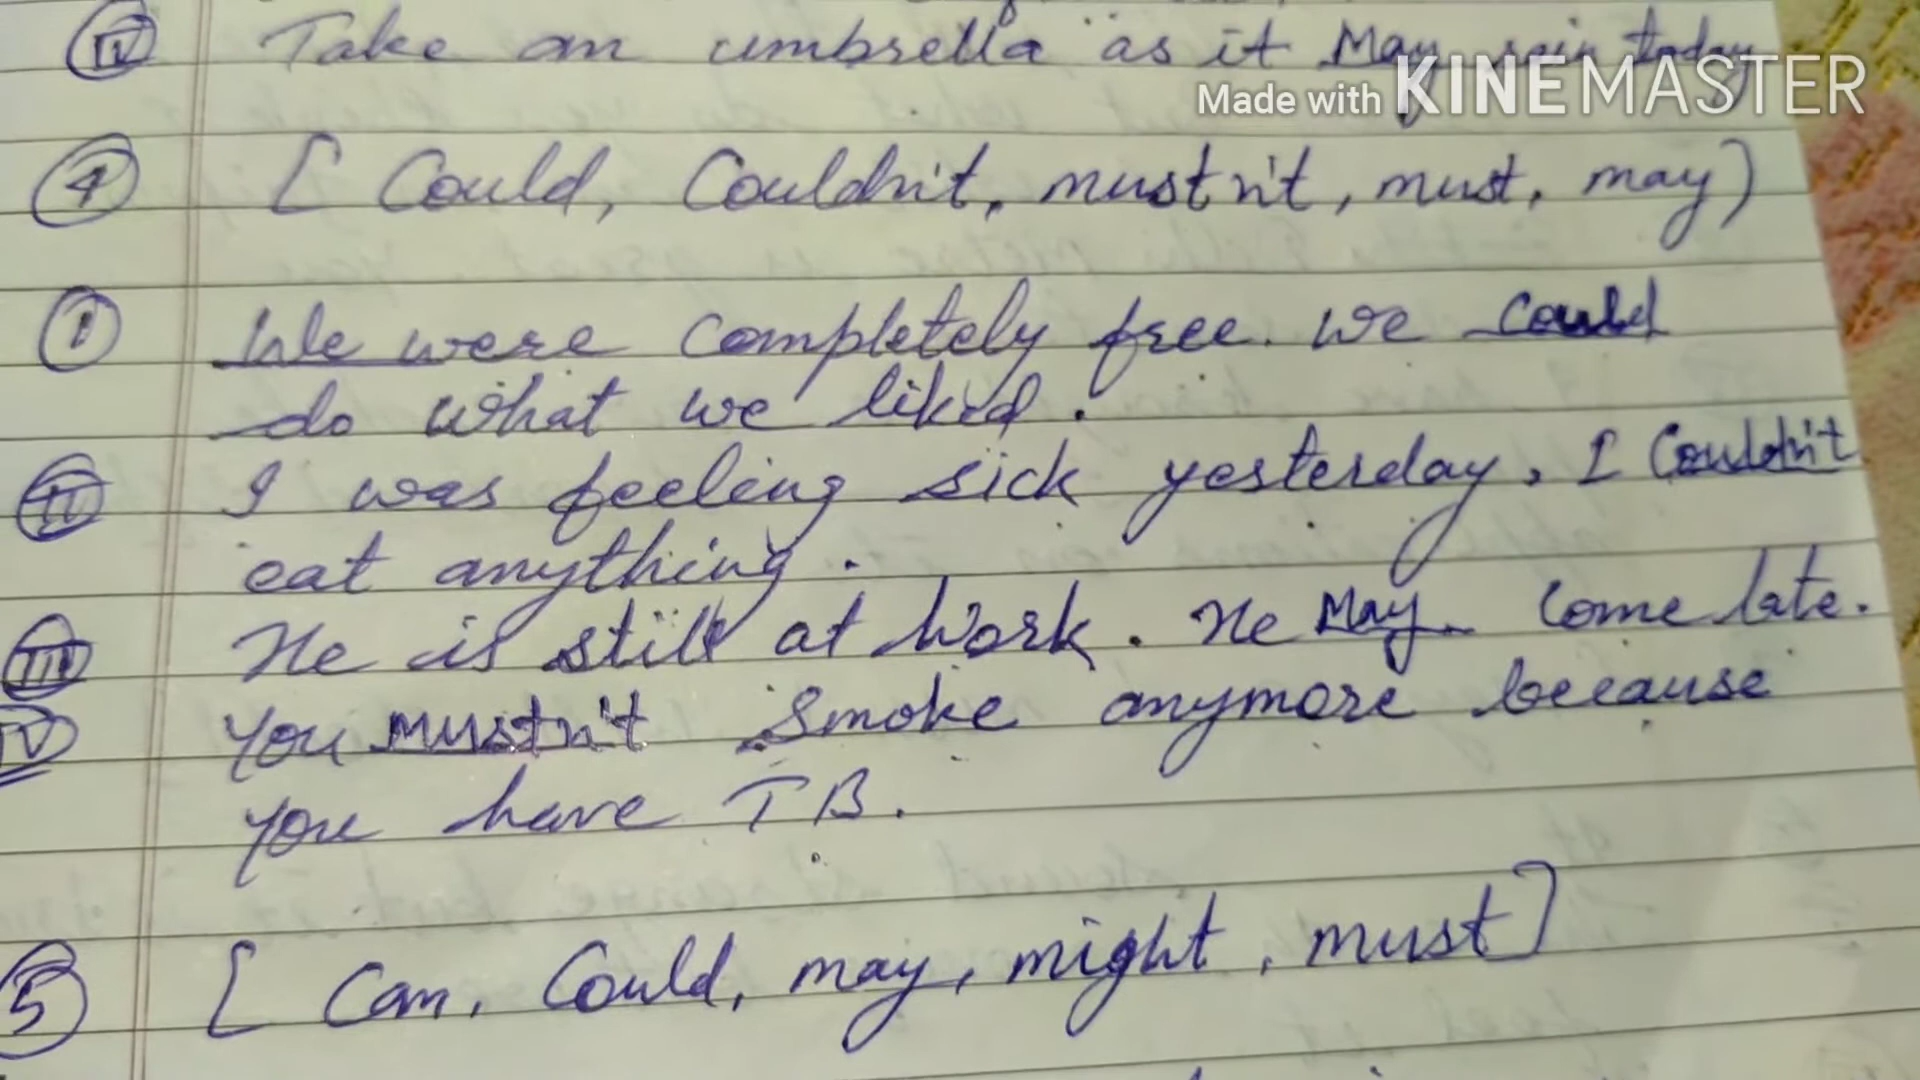 IV Take an umbrella as it May rain today
Made with KINEMASTER
4 [ Could, Couldn't, mustn't, must, may)
I We were completely free. we could
do what we liked.
II I was feeling sick yesterday, I Couldn't
eat anything.
III He is still at work. He May come late.
IV You mustn't smoke anymore because
you have TB.
5 [ Can, Could, may, might, must]